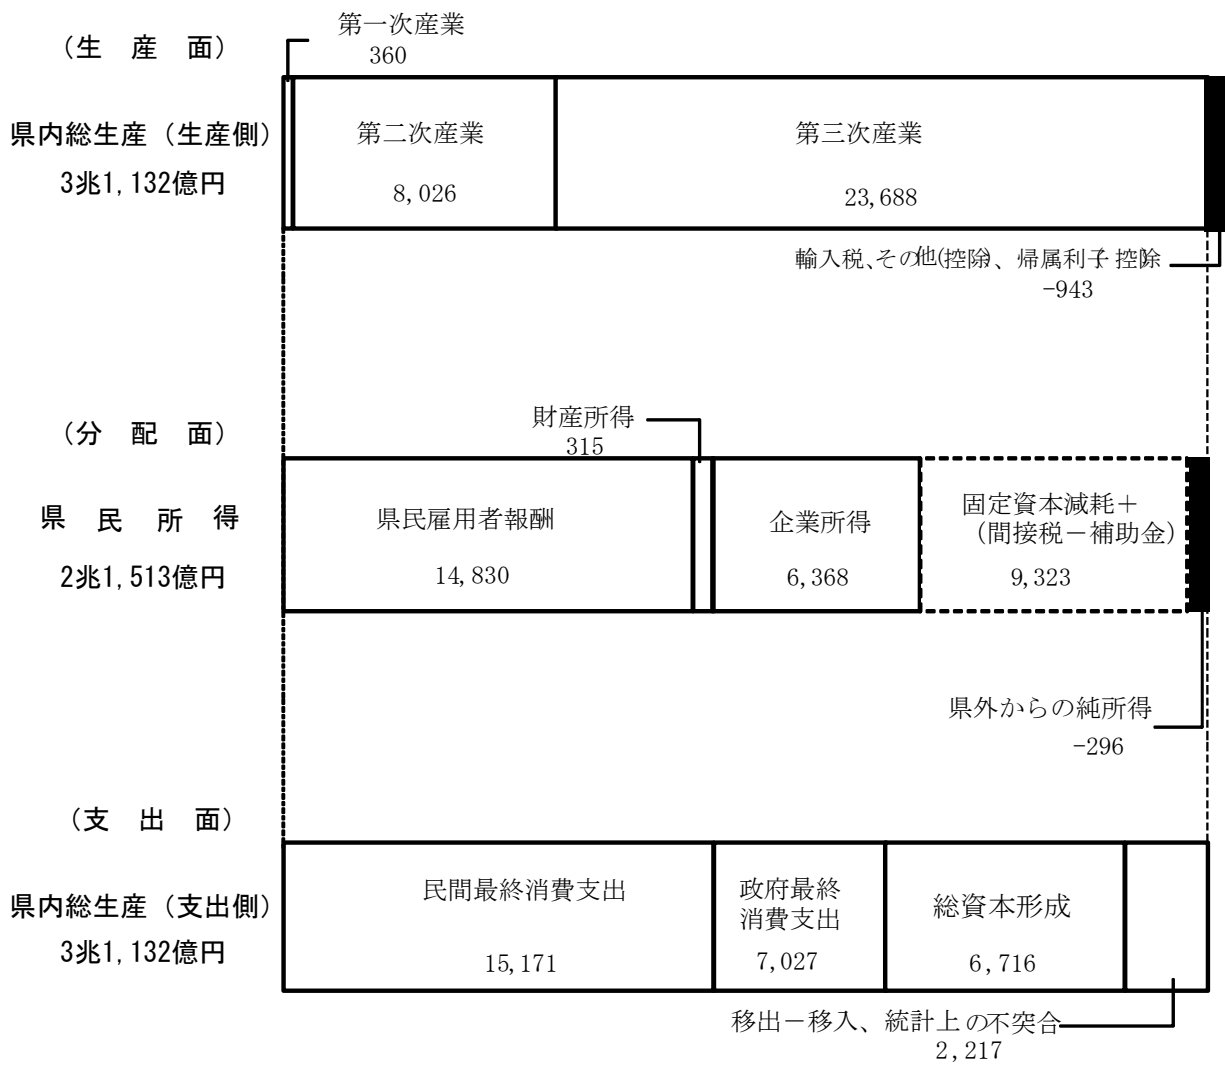 （生　産　面）
第一次産業
360
県内総生産（生産側）
3兆1,132億円
第二次産業
8,026
第三次産業
23,688
輸入税、その他(控除)、帰属利子(控除)
-943
（分　配　面）
財産所得
315
県　民　所　得
2兆1,513億円
県民雇用者報酬
14,830
企業所得
6,368
固定資本減耗＋
（間接税－補助金）
9,323
県外からの純所得
-296
（支　出　面）
県内総生産（支出側）
3兆1,132億円
民間最終消費支出
15,171
政府最終
消費支出
7,027
総資本形成
6,716
移出－移入、統計上の不突合
2,217